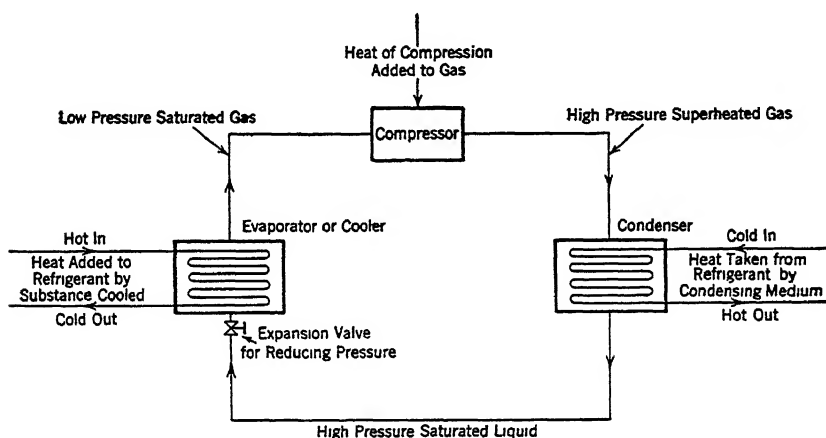 Heat of Compression
Added to Gas
Low Pressure Saturated Gas
High Pressure Superheated Gas
Compressor
Evaporator or Cooler
Condenser
Hot In
Heat Added to
Refrigerant by
Substance Cooled
Cold Out
Cold In
Heat Taken from
Refrigerant by
Condensing Medium
Hot Out
Expansion Valve
for Reducing Pressure
High Pressure Saturated Liquid